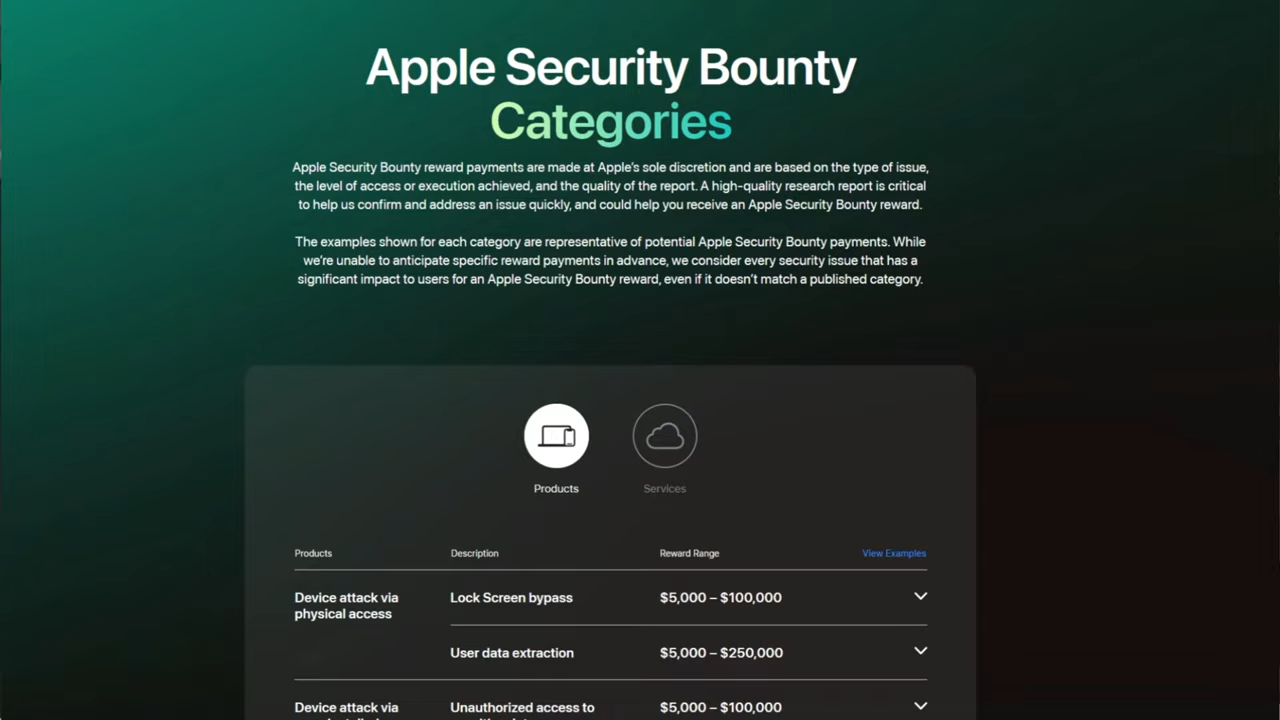 Apple Security Bounty
Categories
Apple Security Bounty reward payments are made at Apple's sole discretion and are based on the type of issue,
the level of access or execution achieved, and the quality of the report. A high-quality research report is critical
to help us confirm and address an issue quickly, and could help you receive an Apple Security Bounty reward.
The examples shown for each category are representative of potential Apple Security Bounty payments. While
we're unable to anticipate specific reward payments in advance, we consider every security issue that has a
significant impact to users for an Apple Security Bounty reward, even if it doesn't match a published category.
Products Services
Products Description Reward Range View Examples
Device attack via Lock Screen bypass $5,000 – $100,000
physical access
User data extraction $5,000 – $250,000
Device attack via Unauthorized access to $5,000 – $100,000